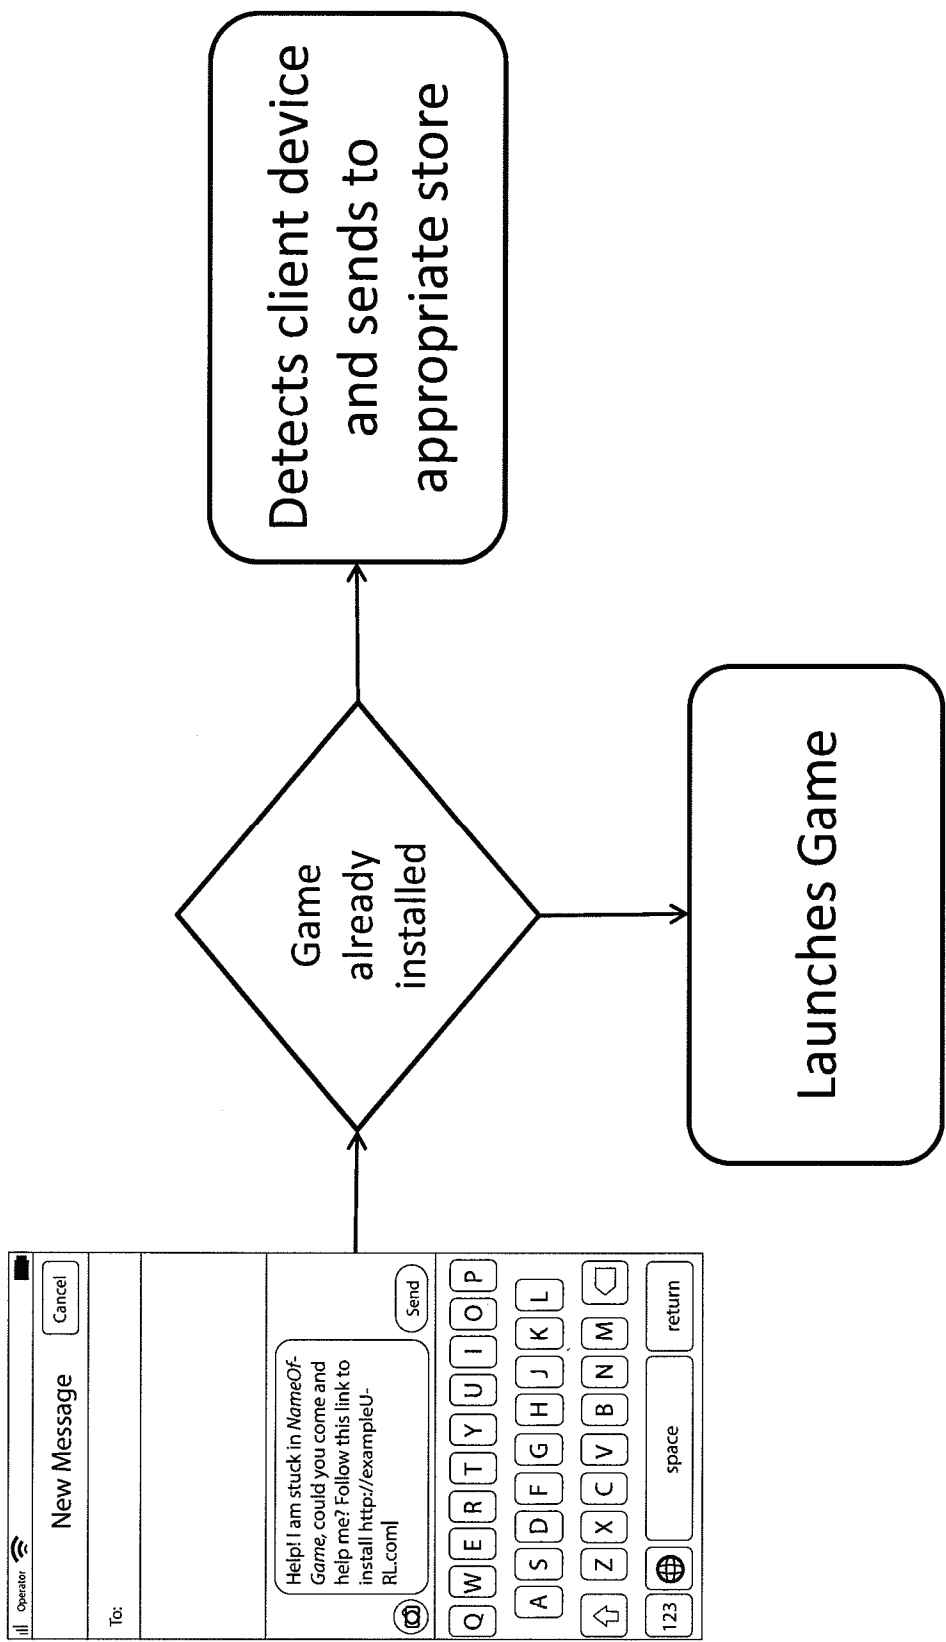 Operator
New Message
Cancel
To:
Help! I am stuck in NameOf-
Game, could you come and
help me? Follow this link to
install http://exampleU-
RL.com
Send
Q W E R T Y U I O P
A S D F G H J K L
Z X C V B N M
123
space
return
Game
already
installed
Detects client device
and sends to
appropriate store
Launches Game